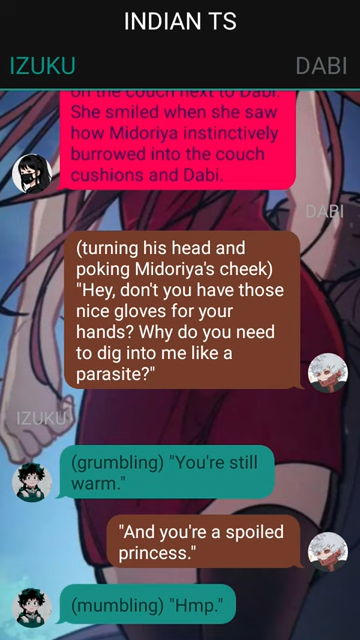 INDIAN TS
IZUKU DABI
on the couch next to Dabi.
She smiled when she saw
how Midoriya instinctively
burrowed into the couch
cushions and Dabi.
DABI
(turning his head and
poking Midoriya's cheek)
"Hey, don't you have those
nice gloves for your
hands? Why do you need
to dig into me like a
parasite?"
IZUKU
(grumbling) "You're still
warm."
"And you're a spoiled
princess."
(mumbling) "Hmp."